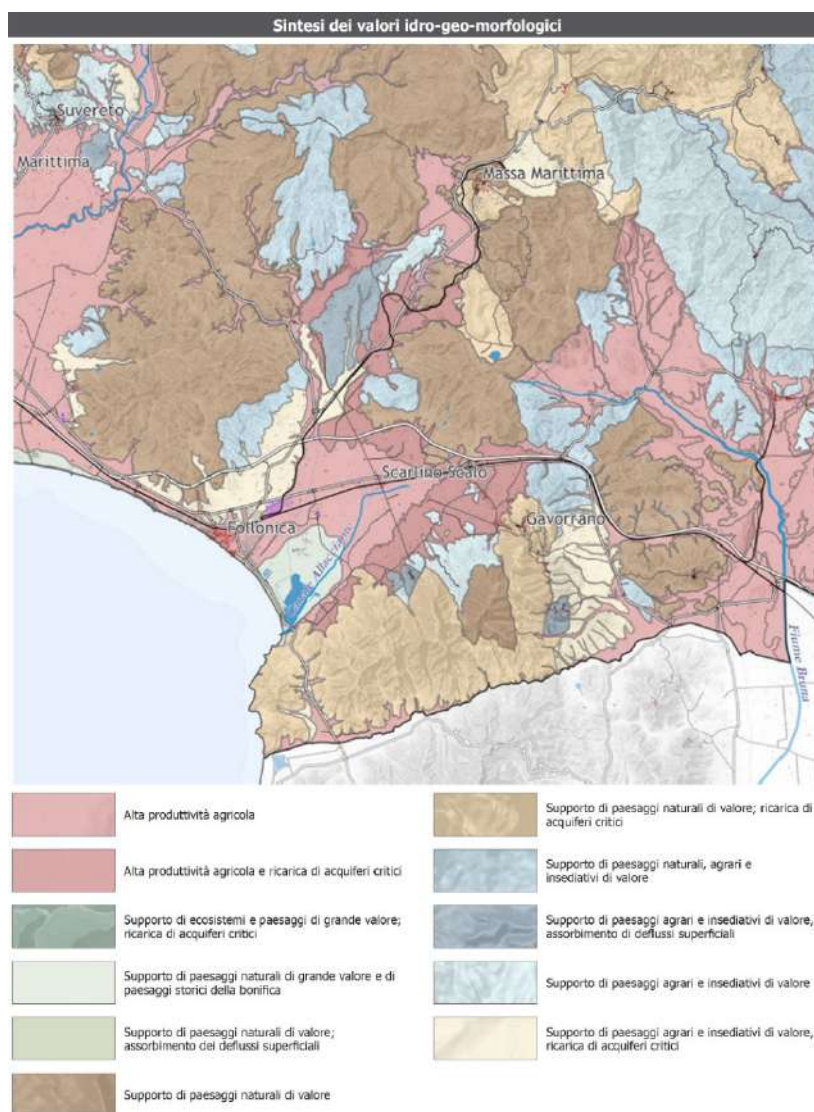 Sintesi dei valori idro-geo-morfologici
Suvereto
Marittima
Massa Marittima
Scarlino Scalo
Follonica
Gavorrano
Canale Allacciante
Fiume Bruna
Alta produttività agricola
Alta produttività agricola e ricarica di acquiferi critici
Supporto di ecosistemi e paesaggi di grande valore;
ricarica di acquiferi critici
Supporto di paesaggi naturali di grande valore e di
paesaggi storici della bonifica
Supporto di paesaggi naturali di valore;
assorbimento dei deflussi superficiali
Supporto di paesaggi naturali di valore
Supporto di paesaggi naturali di valore; ricarica di
acquiferi critici
Supporto di paesaggi naturali, agrari e
insediativi di valore
Supporto di paesaggi agrari e insediativi di valore,
assorbimento di deflussi superficiali
Supporto di paesaggi agrari e insediativi di valore
Supporto di paesaggi agrari e insediativi di valore,
ricarica di acquiferi critici